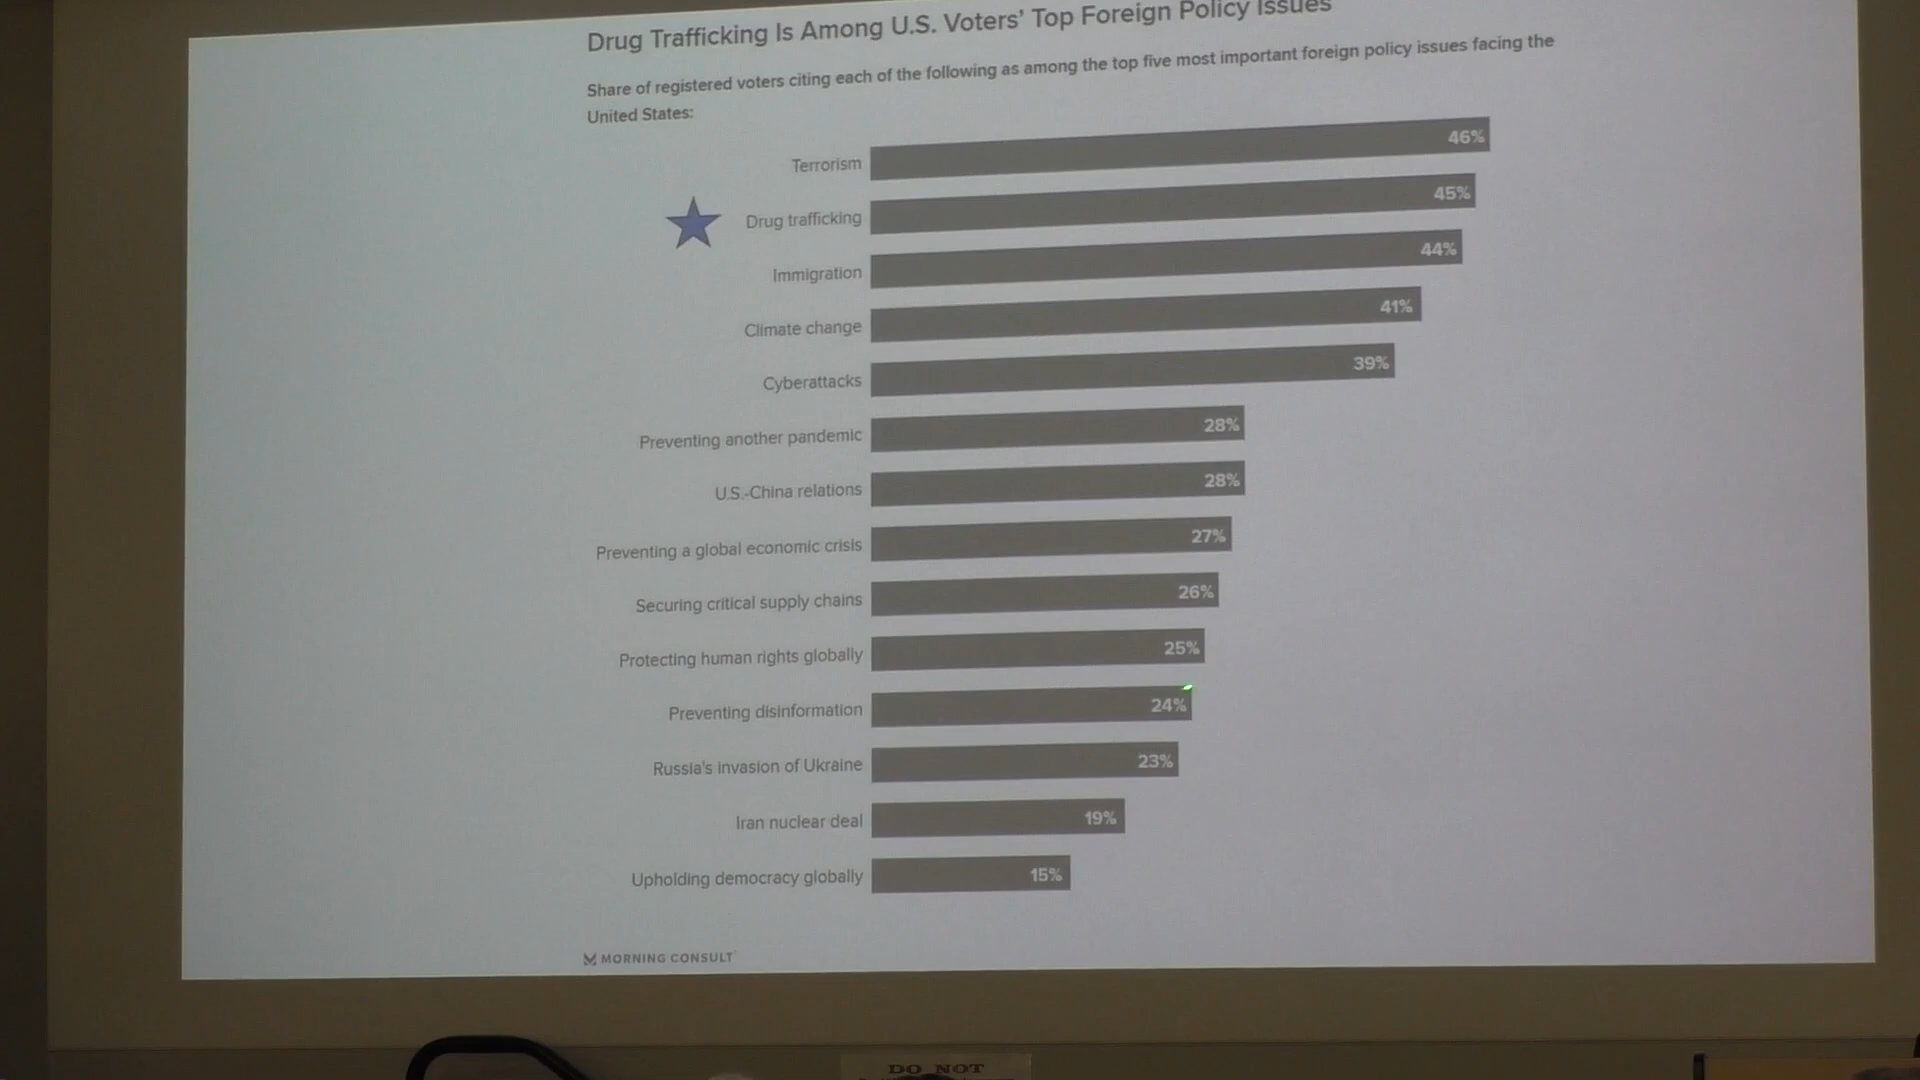 Drug Trafficking Is Among U.S. Voters' Top Foreign Policy Issues
Share of registered voters citing each of the following as among the top five most important foreign policy issues facing the
United States:
Terrorism 46%
Drug trafficking 45%
Immigration 44%
Climate change 41%
Cyberattacks 39%
Preventing another pandemic 28%
U.S.-China relations 28%
Preventing a global economic crisis 27%
Securing critical supply chains 26%
Protecting human rights globally 25%
Preventing disinformation 24%
Russia's invasion of Ukraine 23%
Iran nuclear deal 19%
Upholding democracy globally 15%
MORNING CONSULT
DO NOT